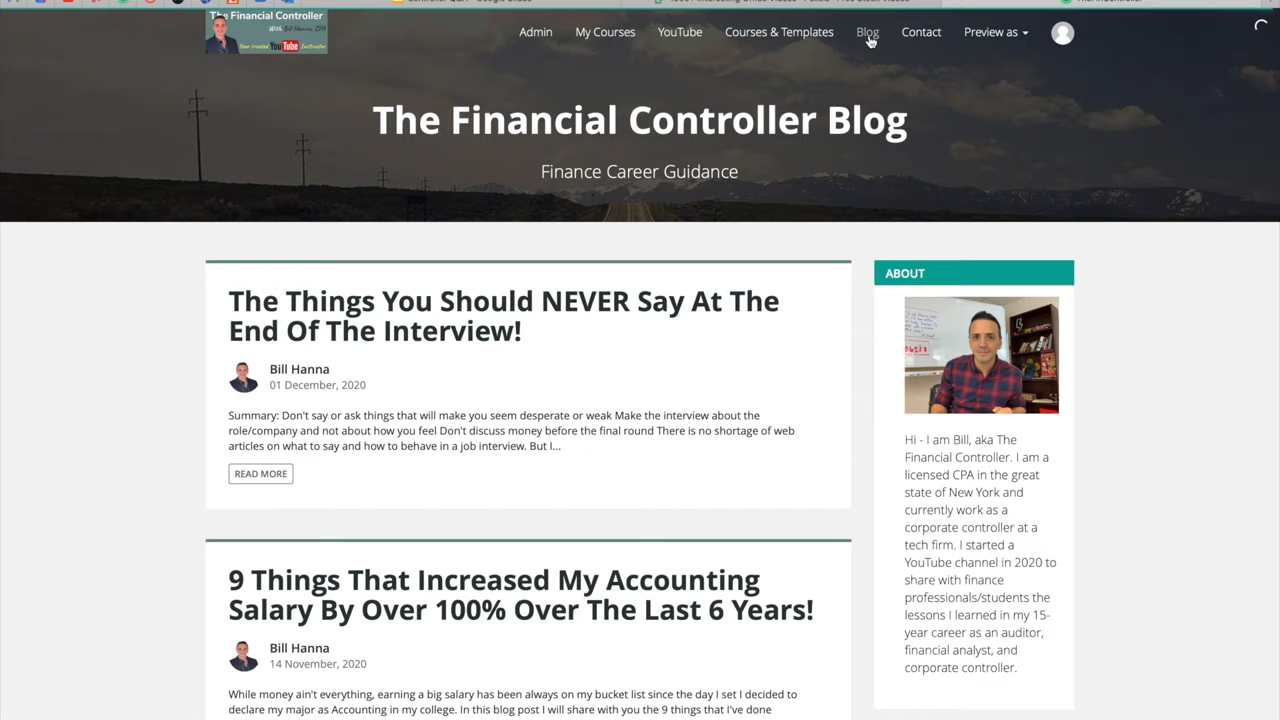 The Financial Controller
With Bill Hanna, CPA
Your trusted YouTube Instructor
Admin
My Courses
YouTube
Courses & Templates
Blog
Contact
Preview as
The Financial Controller Blog
Finance Career Guidance
The Things You Should NEVER Say At The
End Of The Interview!
Bill Hanna
01 December, 2020
Summary: Don't say or ask things that will make you seem desperate or weak Make the interview about the
role/company and not about how you feel Don't discuss money before the final round There is no shortage of web
articles on what to say and how to behave in a job interview. But I...
READ MORE
9 Things That Increased My Accounting
Salary By Over 100% Over The Last 6 Years!
Bill Hanna
14 November, 2020
While money ain't everything, earning a big salary has been always on my bucket list since the day I set I decided to
declare my major as Accounting in my college. In this blog post I will share with you the 9 things that I've done
ABOUT
Hi - I am Bill, aka The
Financial Controller. I am a
licensed CPA in the great
state of New York and
currently work as a
corporate controller at a
tech firm. I started a
YouTube channel in 2020 to
share with finance
professionals/students the
lessons I learned in my 15-
year career as an auditor,
financial analyst, and
corporate controller.